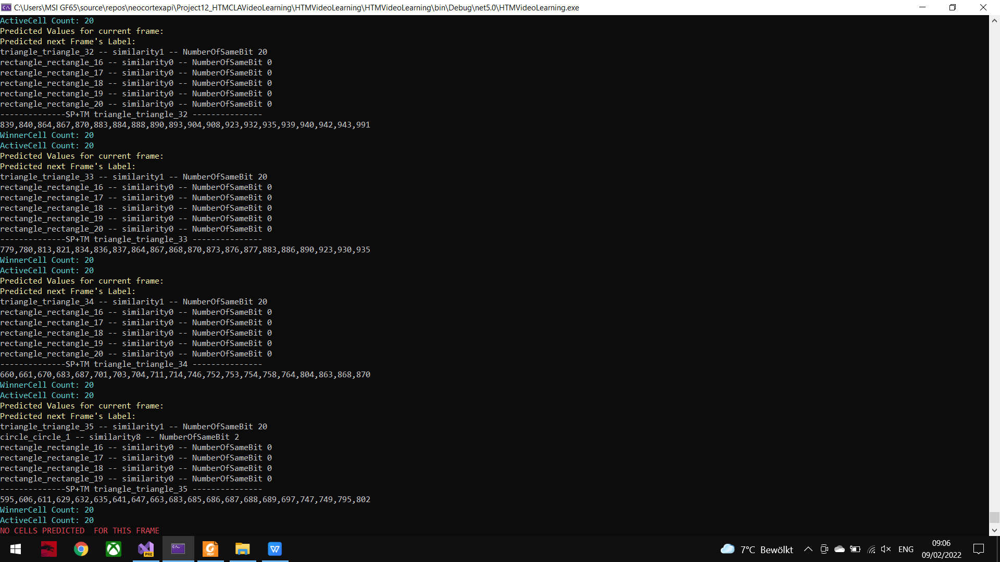 C:\Users\MSI GF65\source\repos\neocortexapi\Project12_HTMCLAVideoLearning\HTMVideoLearning\HTMVideoLearning\bin\Debug\net5.0\HTMVideoLearning.exe
ActiveCell Count: 20
Predicted Values for current frame:
Predicted next Frame's Label:
triangle_triangle_32 -- similarity1 -- NumberOfSameBit 20
rectangle_rectangle_16 -- similarity0 -- NumberOfSameBit 0
rectangle_rectangle_17 -- similarity0 -- NumberOfSameBit 0
rectangle_rectangle_18 -- similarity0 -- NumberOfSameBit 0
rectangle_rectangle_19 -- similarity0 -- NumberOfSameBit 0
rectangle_rectangle_20 -- similarity0 -- NumberOfSameBit 0
--------------SP+TM triangle_triangle_32 ---------------
839,840,864,867,870,883,884,888,890,893,904,908,923,932,935,939,940,942,943,991
WinnerCell Count: 20
ActiveCell Count: 20
Predicted Values for current frame:
Predicted next Frame's Label:
triangle_triangle_33 -- similarity1 -- NumberOfSameBit 20
rectangle_rectangle_16 -- similarity0 -- NumberOfSameBit 0
rectangle_rectangle_17 -- similarity0 -- NumberOfSameBit 0
rectangle_rectangle_18 -- similarity0 -- NumberOfSameBit 0
rectangle_rectangle_19 -- similarity0 -- NumberOfSameBit 0
rectangle_rectangle_20 -- similarity0 -- NumberOfSameBit 0
--------------SP+TM triangle_triangle_33 ---------------
779,780,813,821,834,836,837,864,867,868,870,873,876,877,883,886,890,923,930,935
WinnerCell Count: 20
ActiveCell Count: 20
Predicted Values for current frame:
Predicted next Frame's Label:
triangle_triangle_34 -- similarity1 -- NumberOfSameBit 20
rectangle_rectangle_16 -- similarity0 -- NumberOfSameBit 0
rectangle_rectangle_17 -- similarity0 -- NumberOfSameBit 0
rectangle_rectangle_18 -- similarity0 -- NumberOfSameBit 0
rectangle_rectangle_19 -- similarity0 -- NumberOfSameBit 0
rectangle_rectangle_20 -- similarity0 -- NumberOfSameBit 0
--------------SP+TM triangle_triangle_34 ---------------
660,661,670,683,687,701,703,704,711,714,746,752,753,754,758,764,804,863,868,870
WinnerCell Count: 20
ActiveCell Count: 20
Predicted Values for current frame:
Predicted next Frame's Label:
triangle_triangle_35 -- similarity1 -- NumberOfSameBit 20
circle_circle_1 -- similarity8 -- NumberOfSameBit 2
rectangle_rectangle_16 -- similarity0 -- NumberOfSameBit 0
rectangle_rectangle_17 -- similarity0 -- NumberOfSameBit 0
rectangle_rectangle_18 -- similarity0 -- NumberOfSameBit 0
rectangle_rectangle_19 -- similarity0 -- NumberOfSameBit 0
--------------SP+TM triangle_triangle_35 ---------------
595,606,611,629,632,635,641,647,663,683,685,686,687,688,689,697,747,749,795,802
WinnerCell Count: 20
ActiveCell Count: 20
NO CELLS PREDICTED  FOR THIS FRAME
PRE
PDF
W
7°C Bewölkt
ENG
09:06
09/02/2022